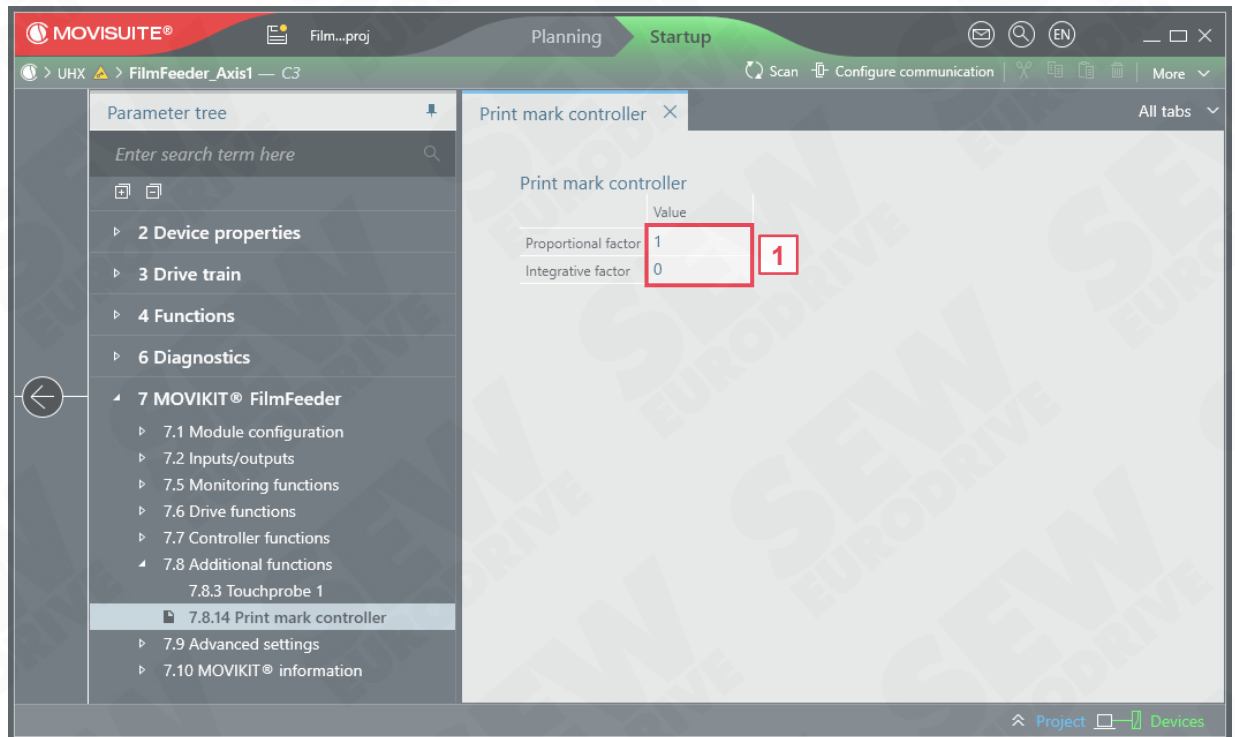 MOVISUITE® Film...proj Planning Startup EN
UHX > FilmFeeder_Axis1 — C3 Scan Configure communication More
Parameter tree Print mark controller All tabs
Enter search term here
Print mark controller
Value
Proportional factor 1
Integrative factor 0
1
2 Device properties
3 Drive train
4 Functions
6 Diagnostics
7 MOVIKIT® FilmFeeder
7.1 Module configuration
7.2 Inputs/outputs
7.5 Monitoring functions
7.6 Drive functions
7.7 Controller functions
7.8 Additional functions
7.8.3 Touchprobe 1
7.8.14 Print mark controller
7.9 Advanced settings
7.10 MOVIKIT® information
Project Devices
SEW
EURODRIVE